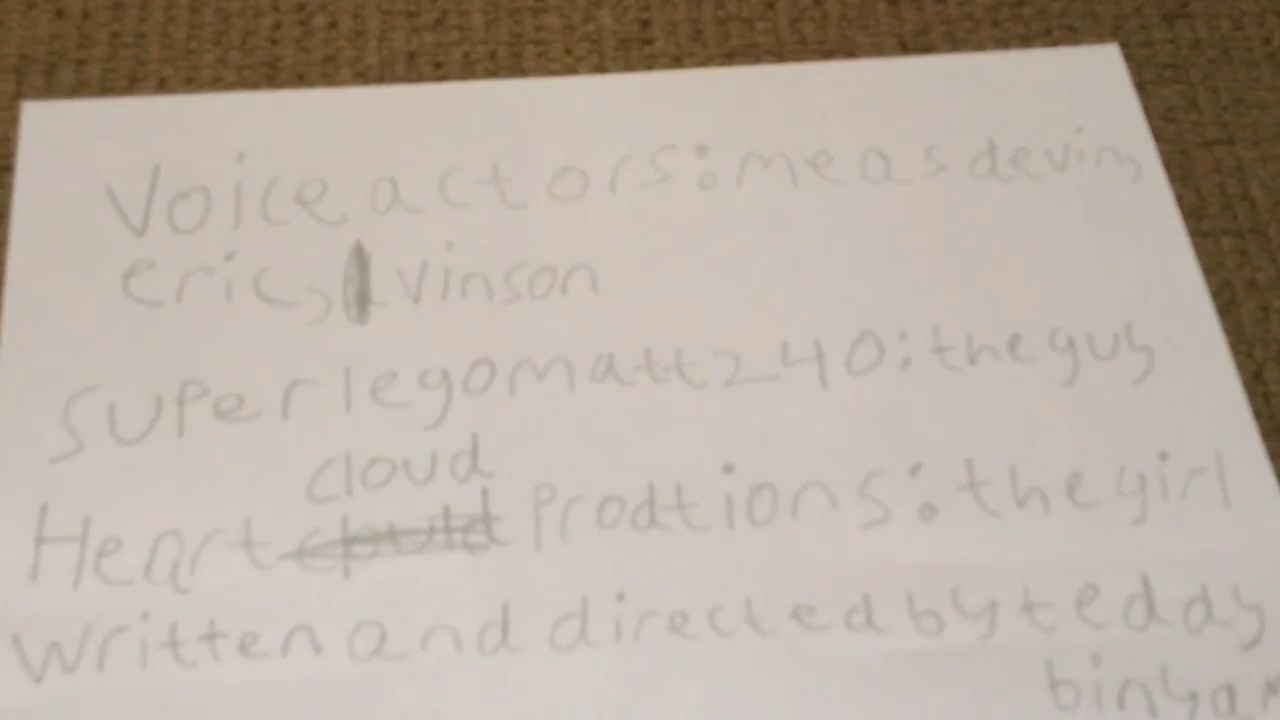 Voice actors: me as devin,
eric, vinson
Superlegomatt240: the guy
cloud
Heart Prodtions: the girl
written and directed by teddy